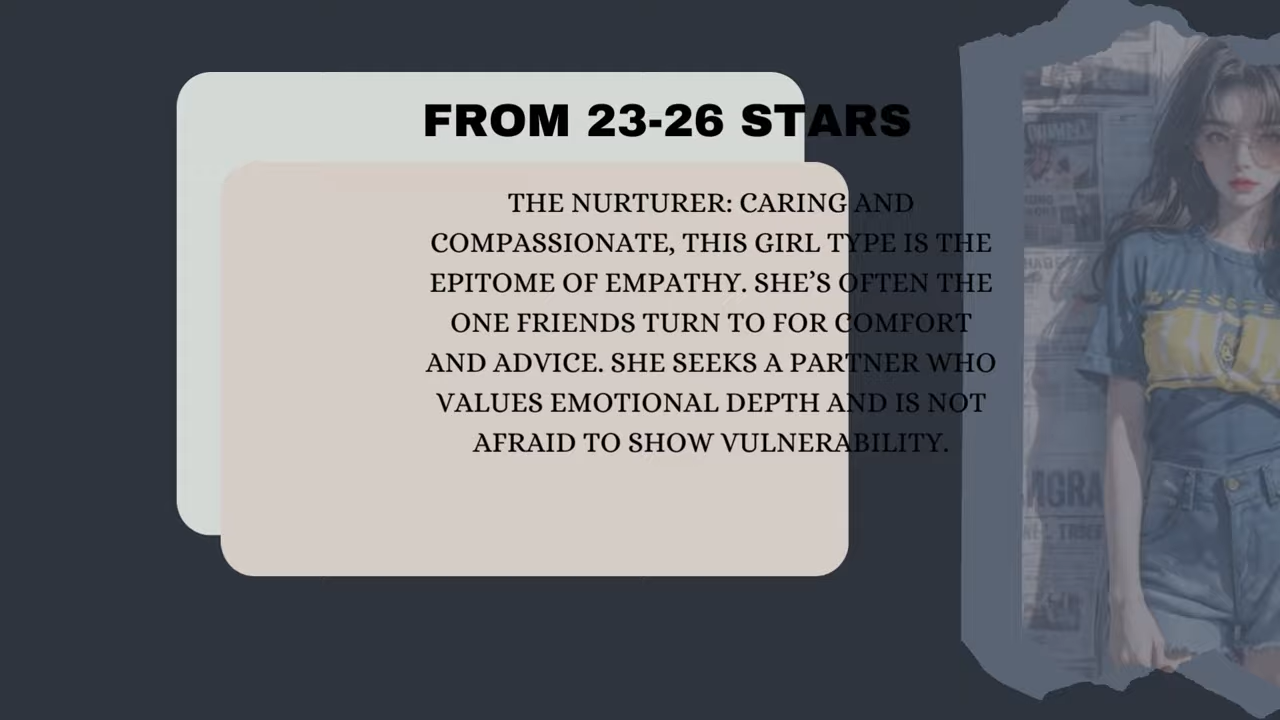 FROM 23-26 STARS
THE NURTURER: CARING AND
COMPASSIONATE, THIS GIRL TYPE IS THE
EPITOME OF EMPATHY. SHE’S OFTEN THE
ONE FRIENDS TURN TO FOR COMFORT
AND ADVICE. SHE SEEKS A PARTNER WHO
VALUES EMOTIONAL DEPTH AND IS NOT
AFRAID TO SHOW VULNERABILITY.